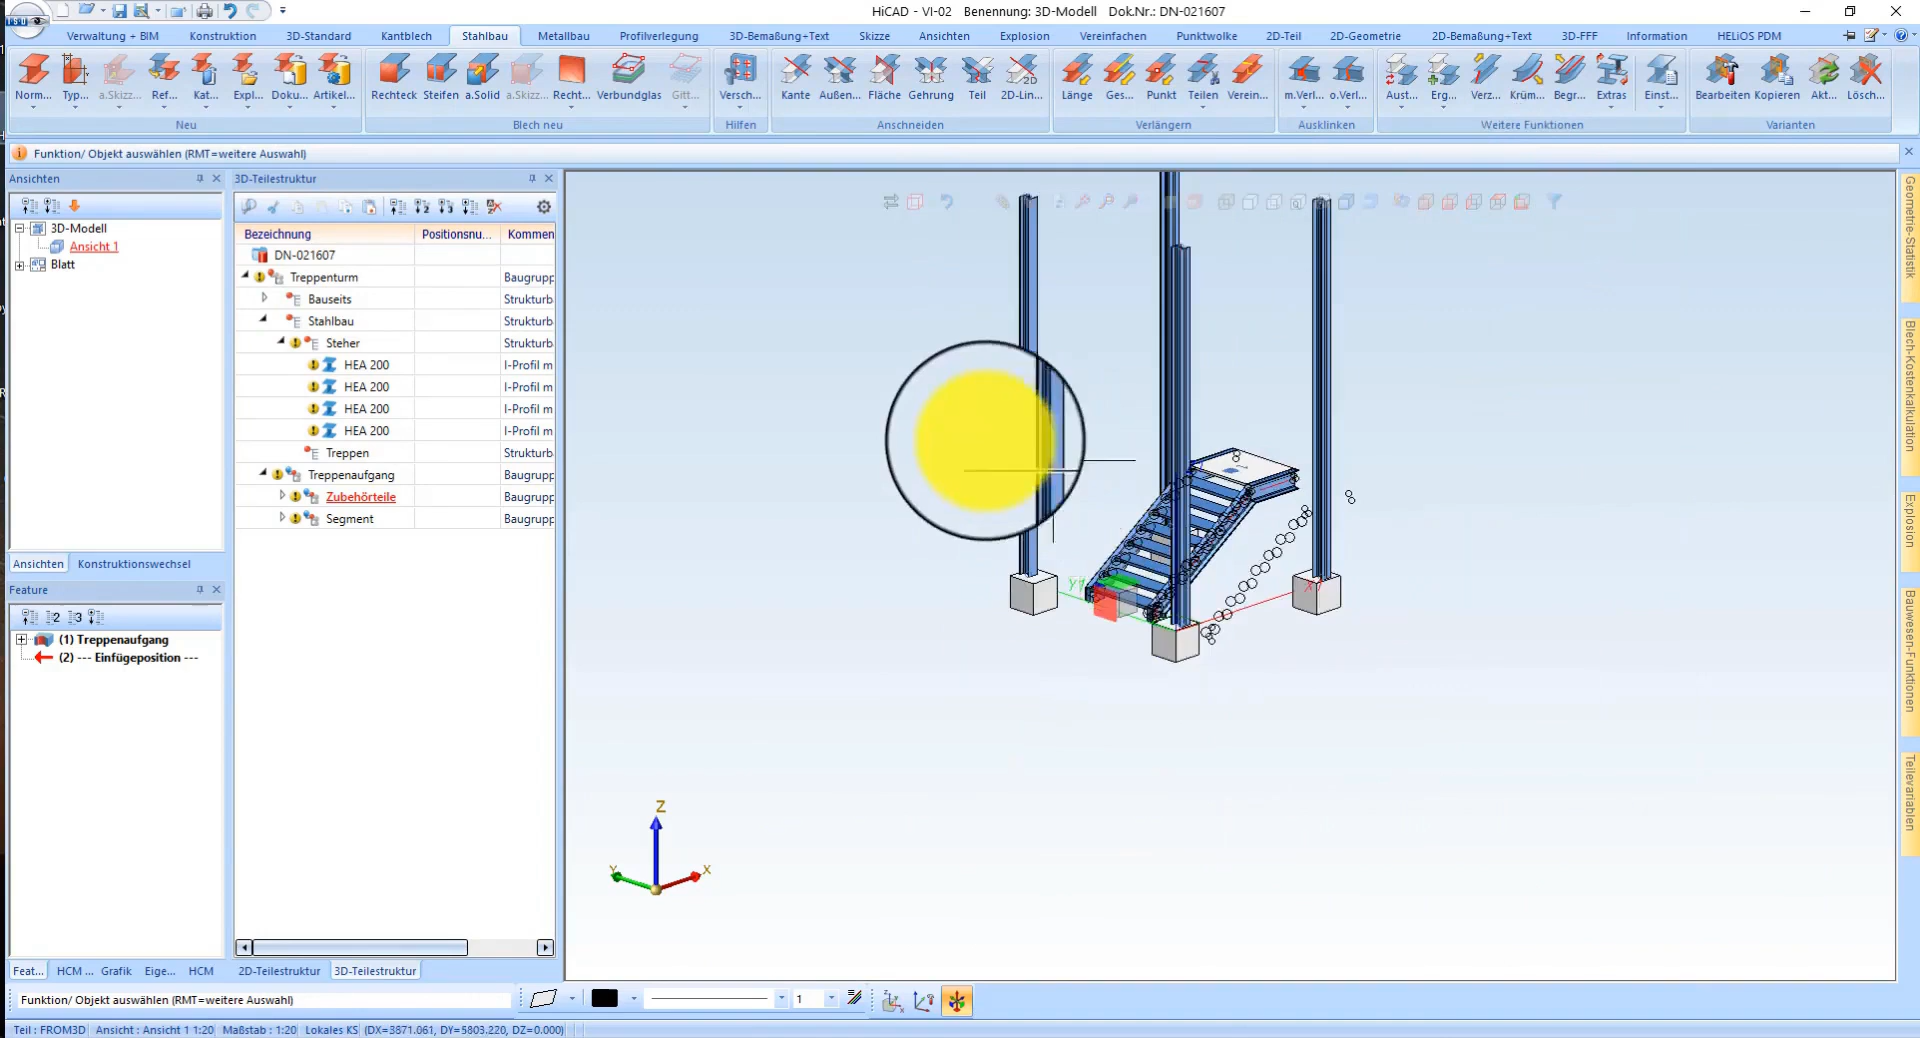 HiCAD - VI-02 Benennung: 3D-Modell Dok.Nr.: DN-021607
Verwaltung + BIM Konstruktion 3D-Standard Kantblech Stahlbau Metallbau Profilverlegung 3D-Bemaßung+Text Skizze Ansichten Explosion Vereinfachen Punktwolke 2D-Teil 2D-Geometrie 2D-Bemaßung+Text 3D-FFF Information HELiOS PDM
Norm... Typ... a.Skizz... Ref... Kat... Expl... Doku... Artikel... Rechteck Steifen a.Solid a.Skizz... Recht... Verbundglas Gitt... Versch... Kante Außen... Fläche Gehrung Teil 2D-Lin... Länge Ges... Punkt Teilen Verein... m.Verl... o.Verl... Aust... Erg... Verz... Krüm... Begr... Extras Einst... Bearbeiten Kopieren Akt... Lösch...
Neu Blech neu Hilfen Anschneiden Verlängern Ausklinken Weitere Funktionen Varianten
Funktion/ Objekt auswählen (RMT=weitere Auswahl)
Ansichten
3D-Modell
Ansicht 1
Blatt
Ansichten Konstruktionswechsel
Feature
(1) Treppenaufgang
(2) --- Einfügeposition ---
Feat... HCM ... Grafik Eige... HCM
3D-Teilestruktur
Bezeichnung Positionsnu... Kommen
DN-021607
Treppenturm Baugrupp
Bauseits Strukturb
Stahlbau Strukturb
Steher Strukturb
HEA 200 I-Profil m
HEA 200 I-Profil m
HEA 200 I-Profil m
HEA 200 I-Profil m
Treppen Strukturb
Treppenaufgang Baugrupp
Zubehörteile Baugrupp
Segment Baugrupp
2D-Teilestruktur 3D-Teilestruktur
Z
Y
X
Geometrie-Statistik
Blech-Kostenkalkulation
Explosion
Bauwesen-Funktionen
Teilevariablen
Funktion/ Objekt auswählen (RMT=weitere Auswahl)
1
Teil : FROM3D Ansicht : Ansicht 1 1:20 Maßstab : 1:20 Lokales KS (DX=3871.061, DY=5803.220, DZ=0.000)